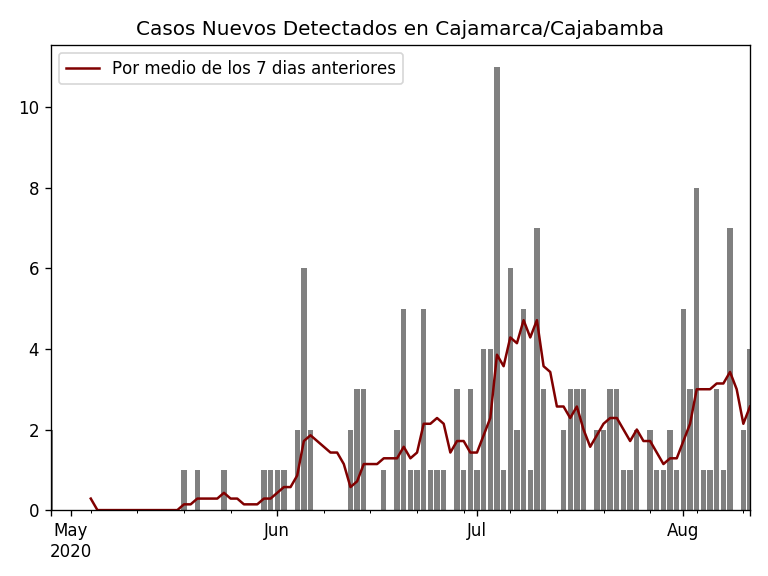 Casos Nuevos Detectados en Cajamarca/Cajabamba
Por medio de los 7 dias anteriores
10
8
6
4
2
0
May Jun Jul Aug
2020